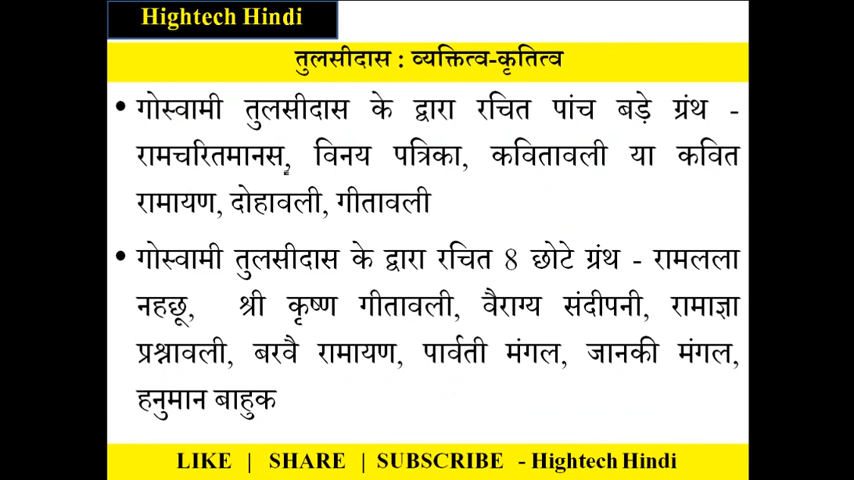 Hightech Hindi
तुलसीदास : व्यक्तित्व-कृतित्व
• गोस्वामी तुलसीदास के द्वारा रचित पांच बड़े ग्रंथ -
रामचरितमानस, विनय पत्रिका, कवितावली या कवित
रामायण, दोहावली, गीतावली
• गोस्वामी तुलसीदास के द्वारा रचित 8 छोटे ग्रंथ - रामलला
नहछू, श्री कृष्ण गीतावली, वैराग्य संदीपनी, रामाज्ञा
प्रश्नावली, बरवै रामायण, पार्वती मंगल, जानकी मंगल,
हनुमान बाहुक
LIKE | SHARE | SUBSCRIBE - Hightech Hindi